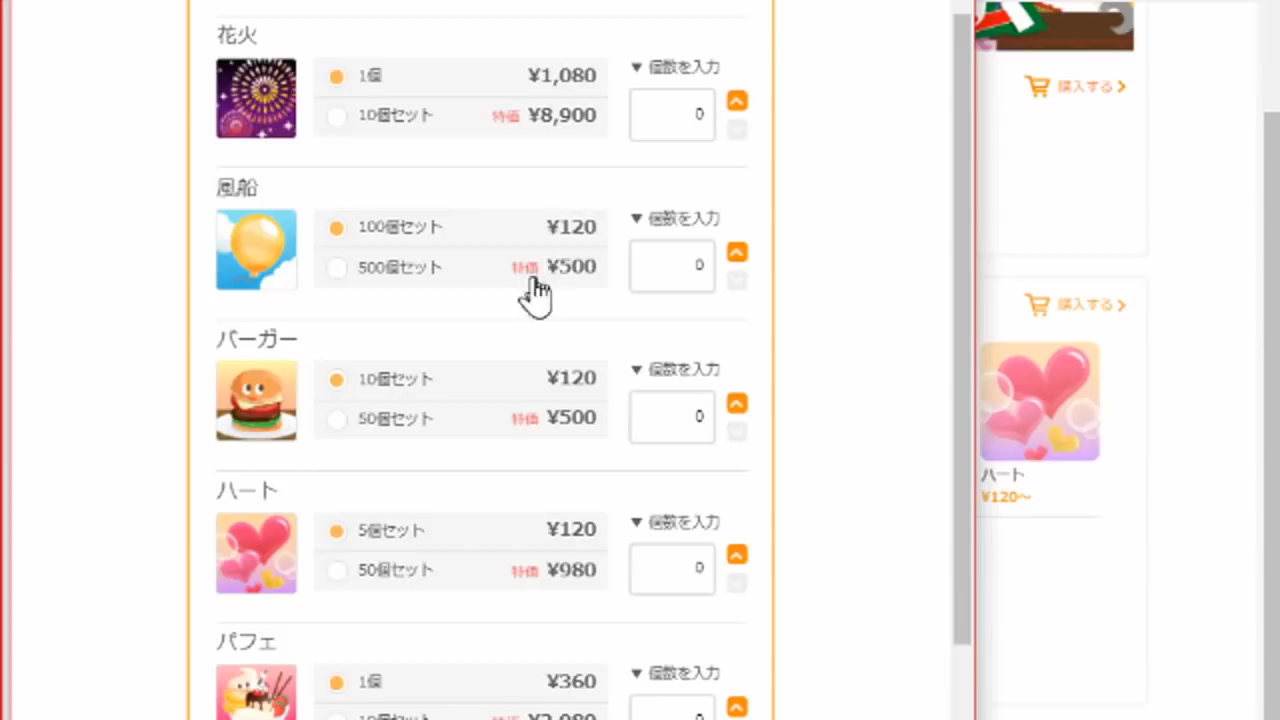 花火
1個 ¥1,080
10個セット 特価 ¥8,900
▼ 個数を入力
0
風船
100個セット ¥120
500個セット 特価 ¥500
▼ 個数を入力
0
バーガー
10個セット ¥120
50個セット 特価 ¥500
▼ 個数を入力
0
ハート
5個セット ¥120
50個セット 特価 ¥980
▼ 個数を入力
0
パフェ
1個 ¥360
▼ 個数を入力
購入する
購入する
ハート
¥120〜